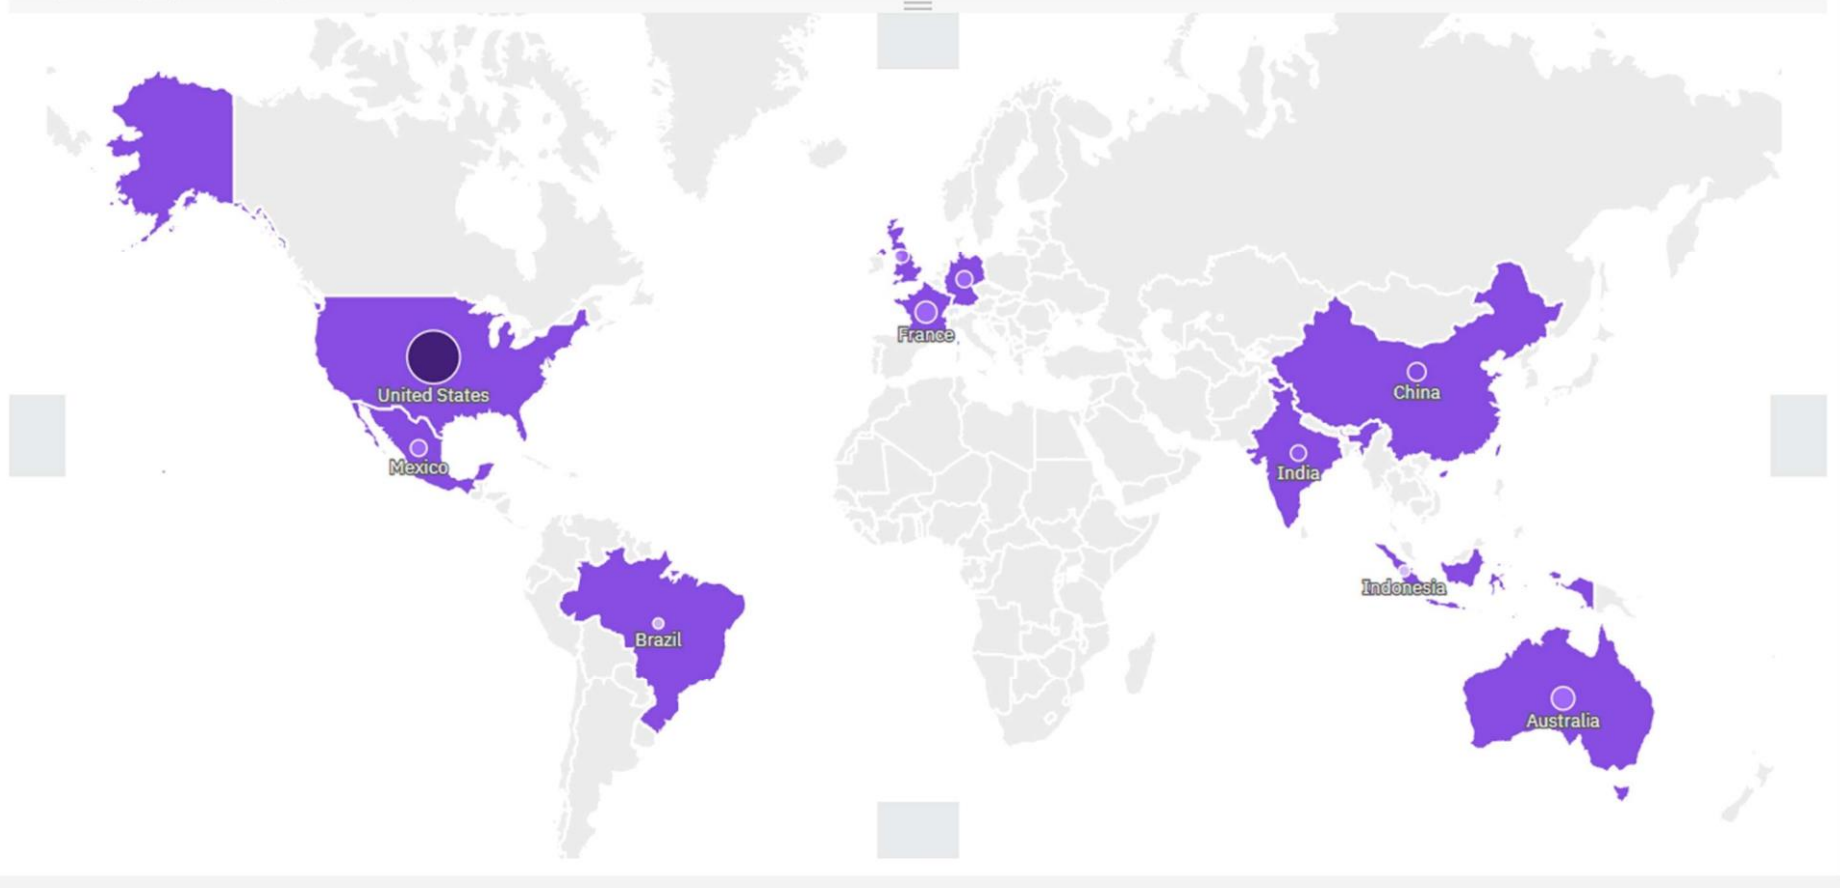 France
United States
China
Mexico
India
Indonesia
Brazil
Australia